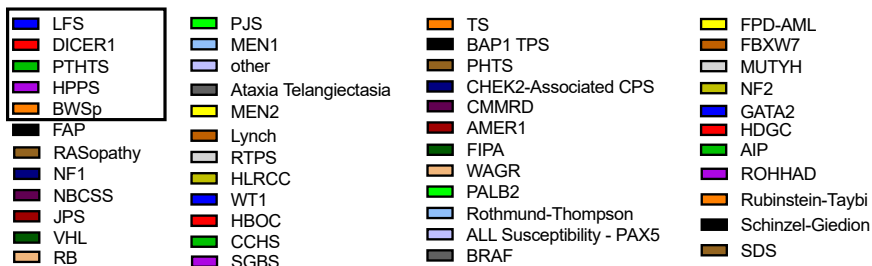 LFS
DICER1
PTHTS
HPPS
BWSp
FAP
RASopathy
NF1
NBCSS
JPS
VHL
RB
PJS
MEN1
other
Ataxia Telangiectasia
MEN2
Lynch
RTPS
HLRCC
WT1
HBOC
CCHS
SGBS
TS
BAP1 TPS
PHTS
CHEK2-Associated CPS
CMMRD
AMER1
FIPA
WAGR
PALB2
Rothmund-Thompson
ALL Susceptibility - PAX5
BRAF
FPD-AML
FBXW7
MUTYH
NF2
GATA2
HDGC
AIP
ROHHAD
Rubinstein-Taybi
Schinzel-Giedion
SDS